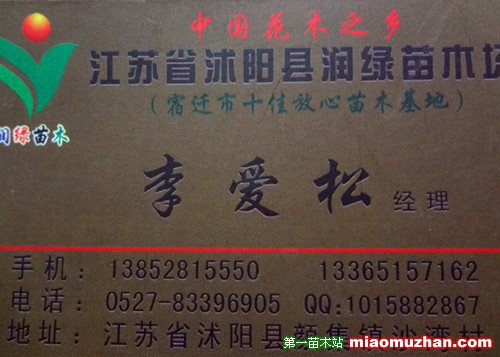 中国花木之乡
江苏省沭阳县润绿苗木场
(宿迁市十佳放心苗木基地)
润绿苗木
李爱松 经理
手机: 13852815550 13365157162
电话: 0527-83396905 QQ:1015882867
地址: 江苏省沭阳县颜集镇沙湾村
第一苗木站 miaomuzhan.com